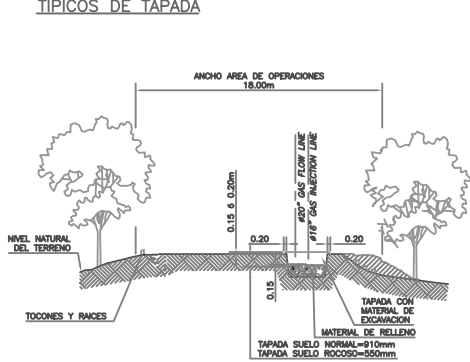 TIPICOS DE TAPADA
ANCHO AREA DE OPERACIONES
18.00m
ø20" GAS FLOW LINE
ø16" GAS INJECTION LINE
0.15 ó 0.20m
0.20
0.20
NIVEL NATURAL
DEL TERRENO
0.15
TOCONES Y RAICES
TAPADA CON
MATERIAL DE
EXCAVACION
MATERIAL DE RELLENO
TAPADA SUELO NORMAL=910mm
TAPADA SUELO ROCOSO=550mm